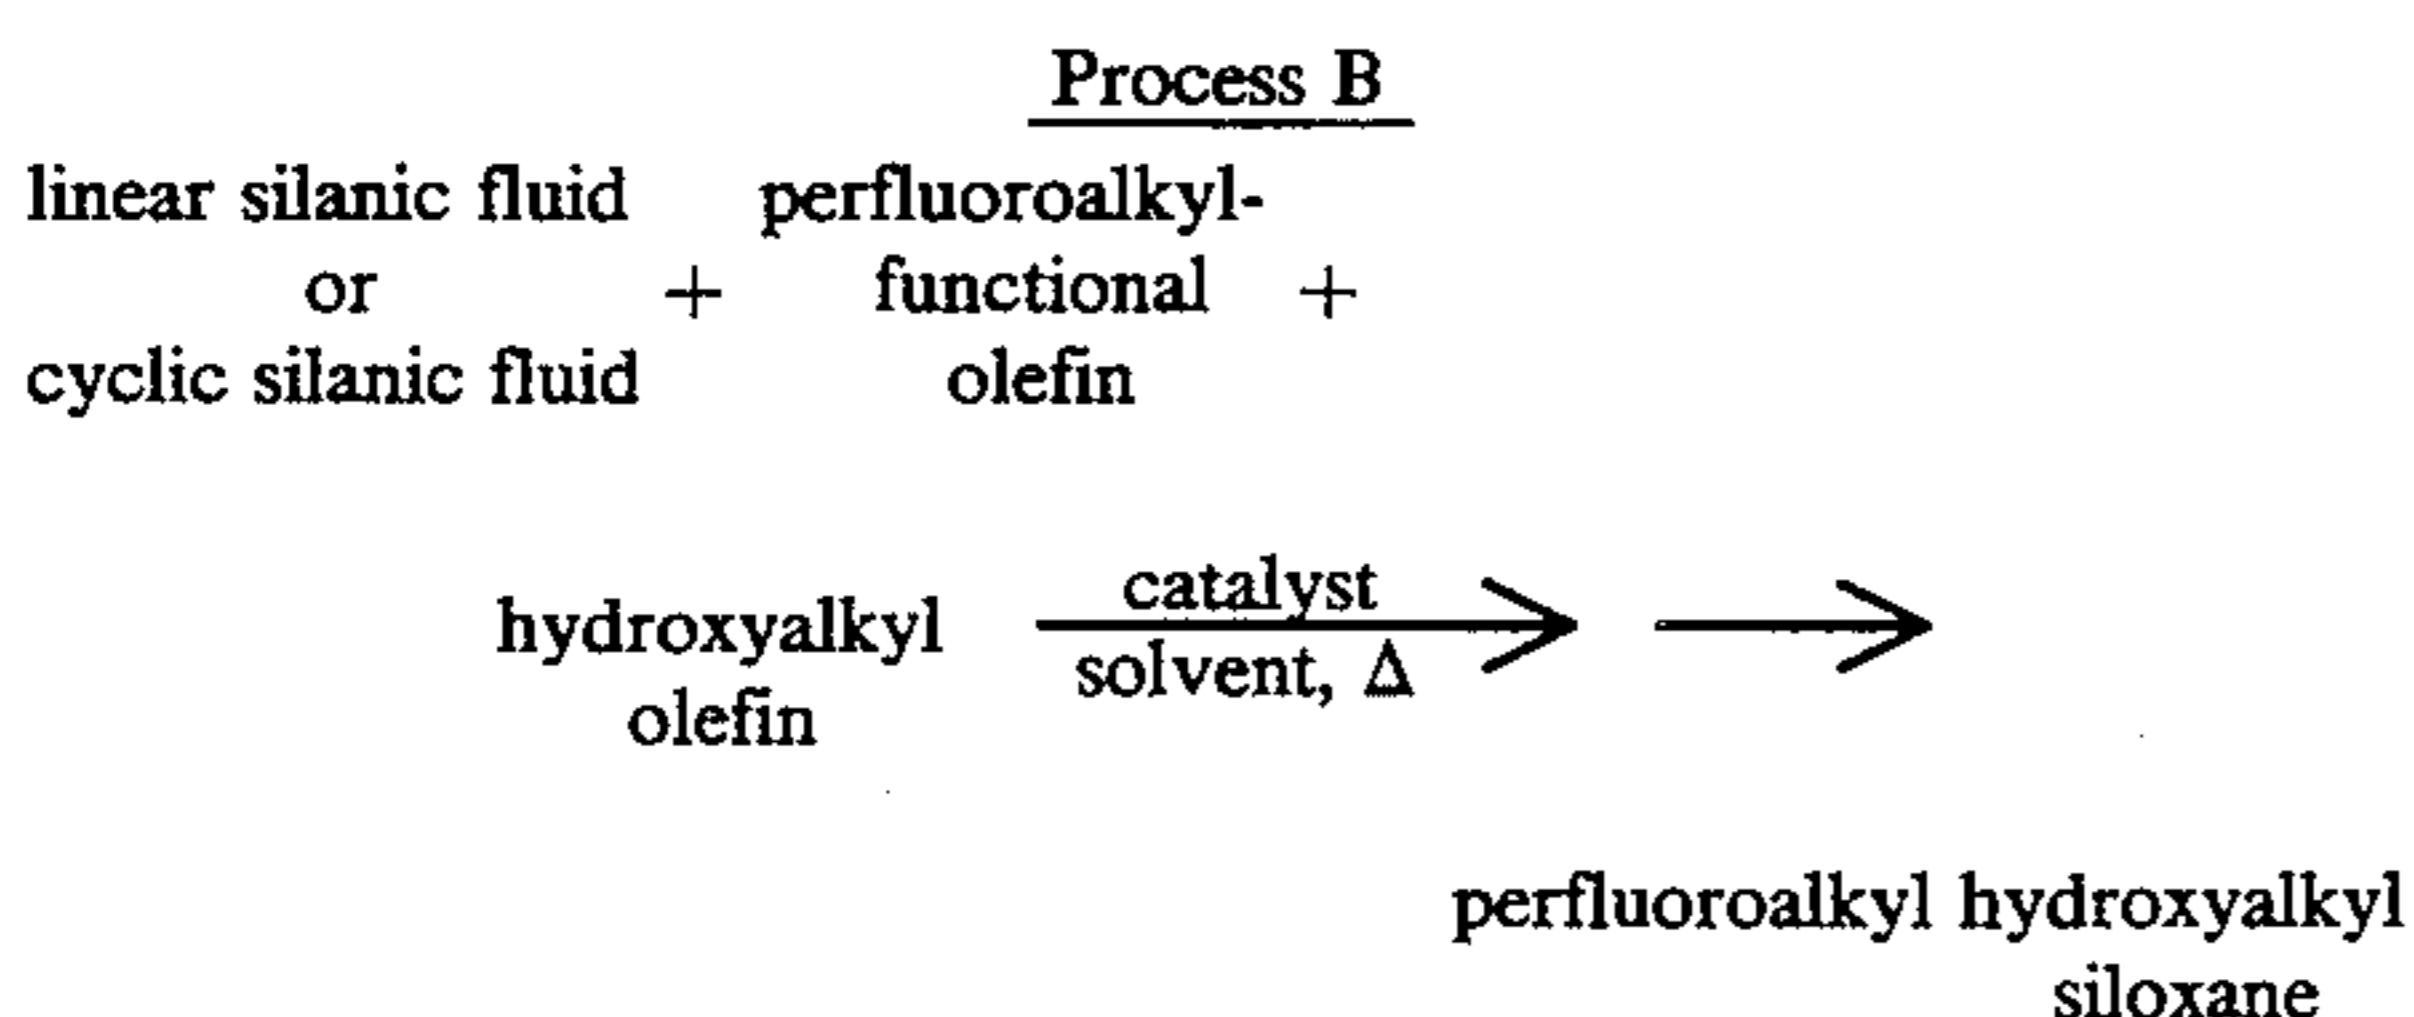 Process B
linear silanic fluid perfluoroalkyl-
or + functional +
cyclic silanic fluid olefin
catalyst
hydroxyalkyl
solvent, Δ
olefin
perfluoroalkyl hydroxyalkyl
siloxane